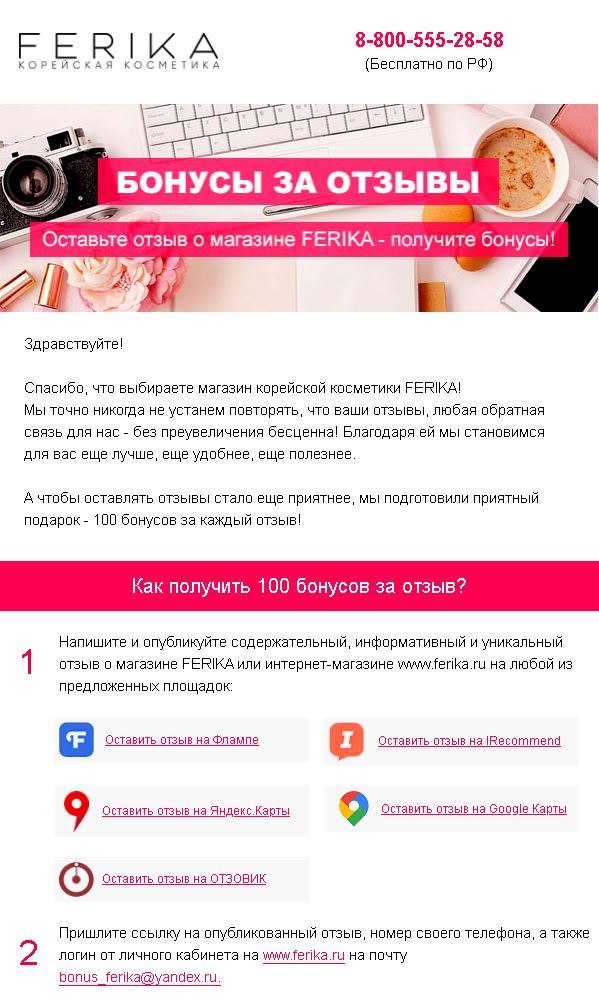 FERIKA
КОРЕЙСКАЯ КОСМЕТИКА
8-800-555-28-58
(Бесплатно по РФ)
БОНУСЫ ЗА ОТЗЫВЫ
Оставьте отзыв о магазине FERIKA - получите бонусы!
Здравствуйте!
Спасибо, что выбираете магазин корейской косметики FERIKA!
Мы точно никогда не устанем повторять, что ваши отзывы, любая обратная
связь для нас - без преувеличения бесценна! Благодаря ей мы становимся
для вас еще лучше, еще удобнее, еще полезнее.
А чтобы оставлять отзывы стало еще приятнее, мы подготовили приятный
подарок - 100 бонусов за каждый отзыв!
Как получить 100 бонусов за отзыв?
1
Напишите и опубликуйте содержательный, информативный и уникальный
отзыв о магазине FERIKA или интернет-магазине www.ferika.ru на любой из
предложенных площадок:
Оставить отзыв на Флампе
Оставить отзыв на IRecommend
Оставить отзыв на Яндекс.Карты
Оставить отзыв на Google Карты
Оставить отзыв на ОТЗОВИК
2
Пришлите ссылку на опубликованный отзыв, номер своего телефона, а также
логин от личного кабинета на www.ferika.ru на почту
bonus_ferika@yandex.ru.